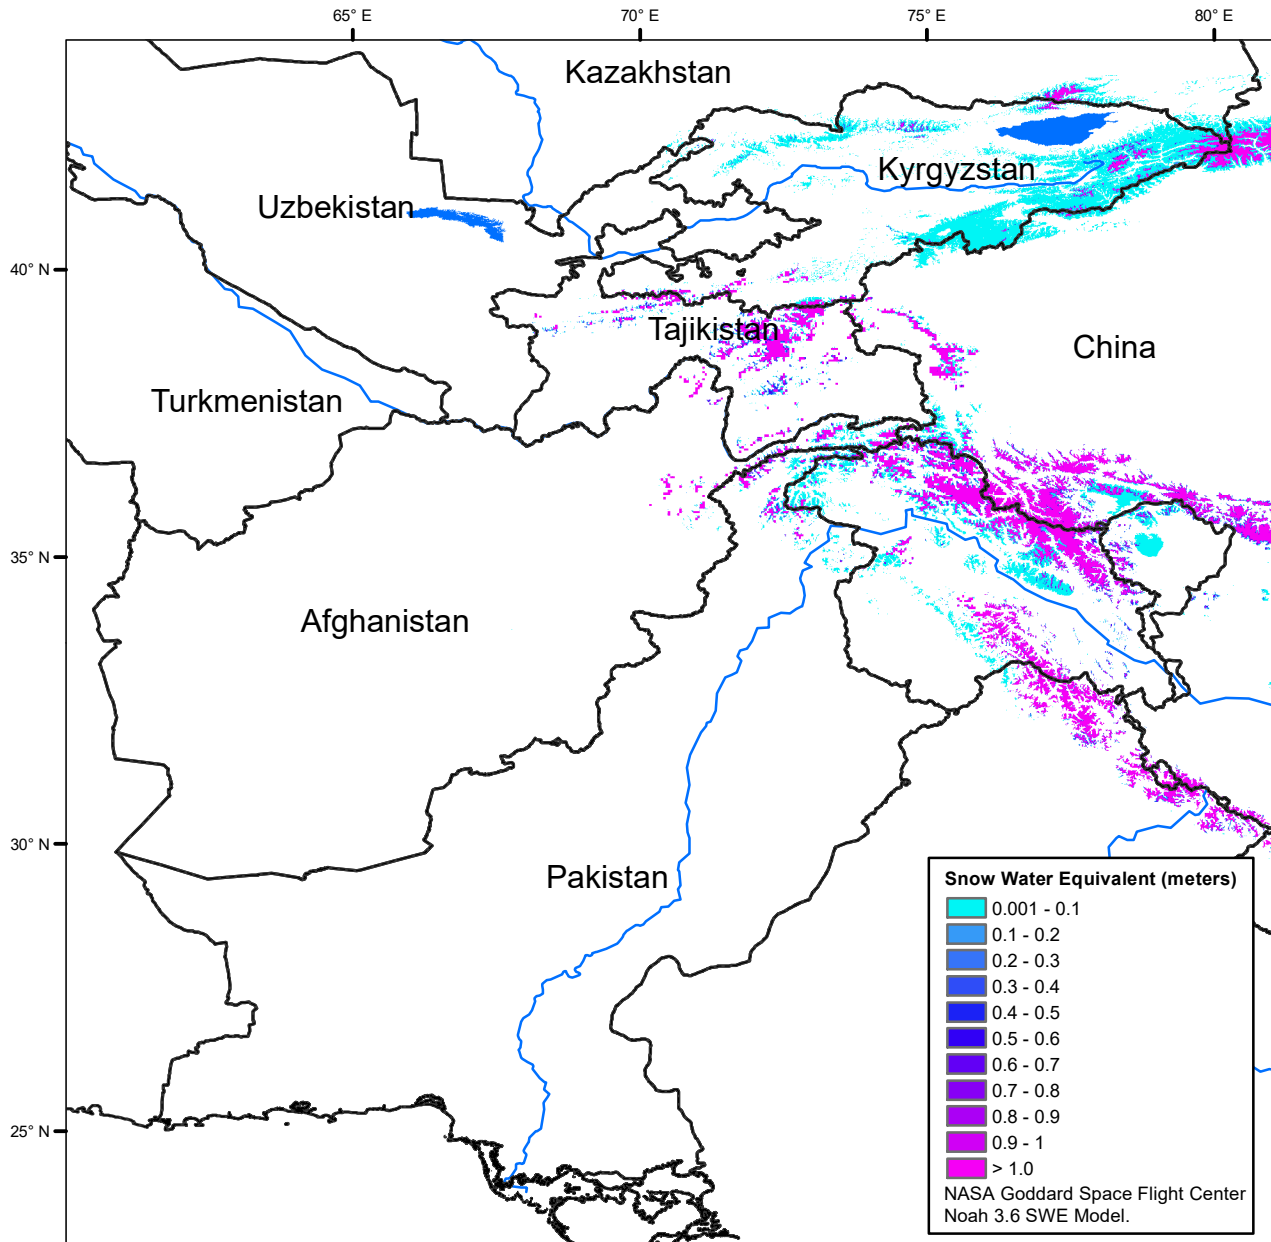 65° E
70° E
75° E
80° E
Kazakhstan
Kyrgyzstan
Uzbekistan
40° N
Tajikistan
China
Turkmenistan
35° N
Afghanistan
30° N
Pakistan
25° N
Snow Water Equivalent (meters)
0.001 - 0.1
0.1 - 0.2
0.2 - 0.3
0.3 - 0.4
0.4 - 0.5
0.5 - 0.6
0.6 - 0.7
0.7 - 0.8
0.8 - 0.9
0.9 - 1
> 1.0
NASA Goddard Space Flight Center
Noah 3.6 SWE Model.